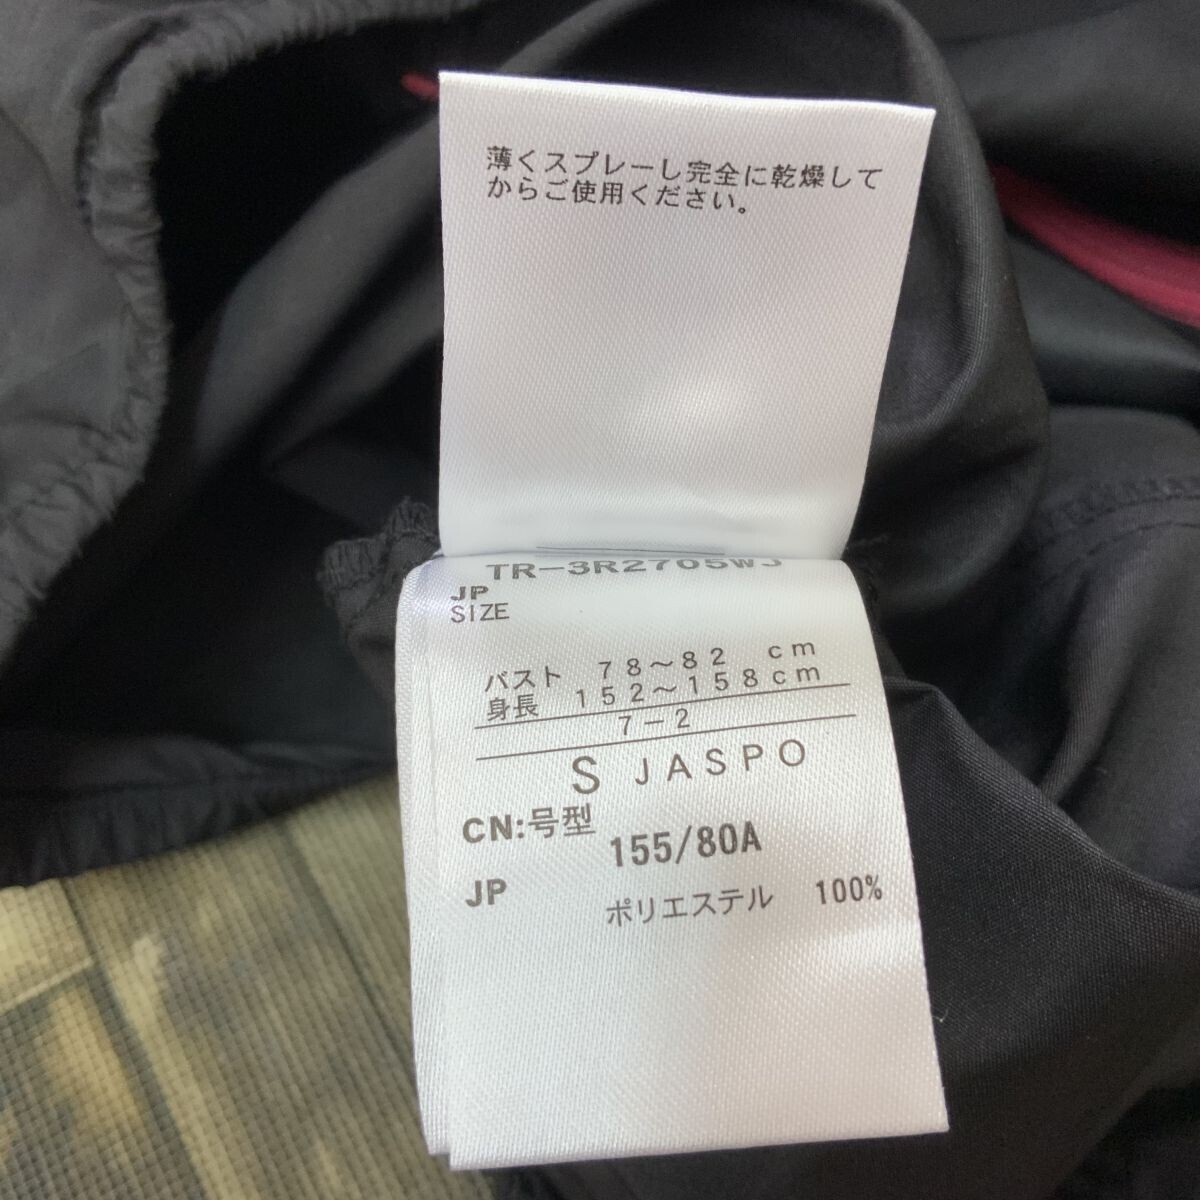 薄くスプレーし完全に乾燥して
からご使用ください。
TR-3R2705WJ
JP
SIZE
バスト 78～82 cm
身長 152～158cm
7-2
S JASPO
CN:号型
155/80A
JP
ポリエステル 100%